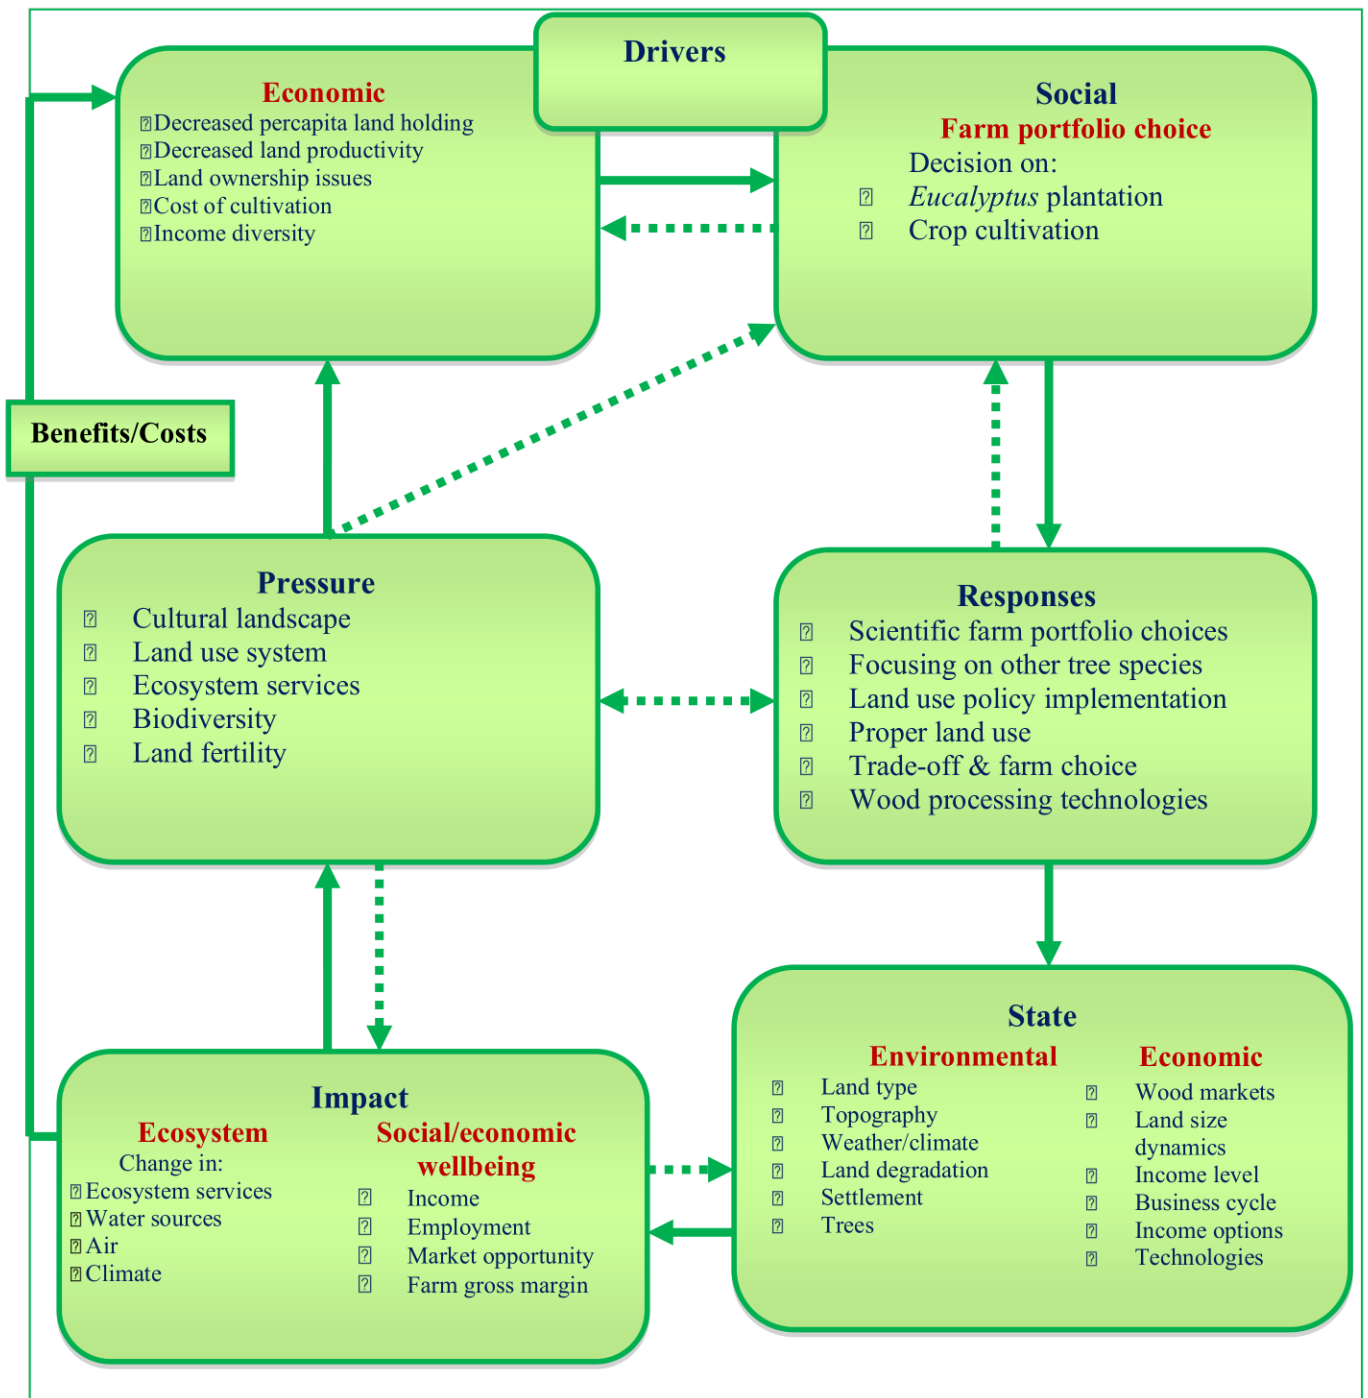 Drivers
Economic
⍰Decreased percapita land holding
⍰Decreased land productivity
⍰Land ownership issues
⍰Cost of cultivation
⍰Income diversity
Social
Farm portfolio choice
Decision on:
⍰ Eucalyptus plantation
⍰ Crop cultivation
Benefits/Costs
Pressure
⍰ Cultural landscape
⍰ Land use system
⍰ Ecosystem services
⍰ Biodiversity
⍰ Land fertility
Responses
⍰ Scientific farm portfolio choices
⍰ Focusing on other tree species
⍰ Land use policy implementation
⍰ Proper land use
⍰ Trade-off & farm choice
⍰ Wood processing technologies
Impact
Ecosystem
Change in:
⍰Ecosystem services
⍰Water sources
⍰Air
⍰Climate
Social/economic
wellbeing
⍰ Income
⍰ Employment
⍰ Market opportunity
⍰ Farm gross margin
State
Environmental
⍰ Land type
⍰ Topography
⍰ Weather/climate
⍰ Land degradation
⍰ Settlement
⍰ Trees
Economic
⍰ Wood markets
⍰ Land size
dynamics
⍰ Income level
⍰ Business cycle
⍰ Income options
⍰ Technologies